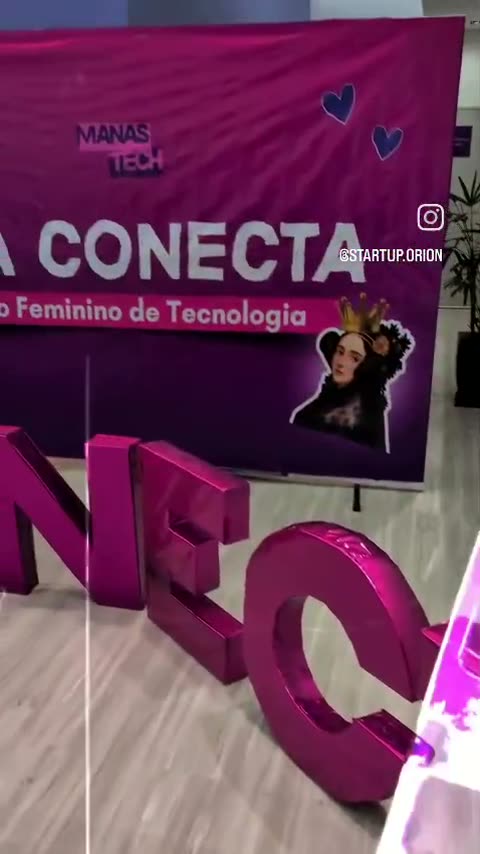 MANAS
TECH
A CONECTA
@STARTUP.ORION
o Feminino de Tecnologia
NEC